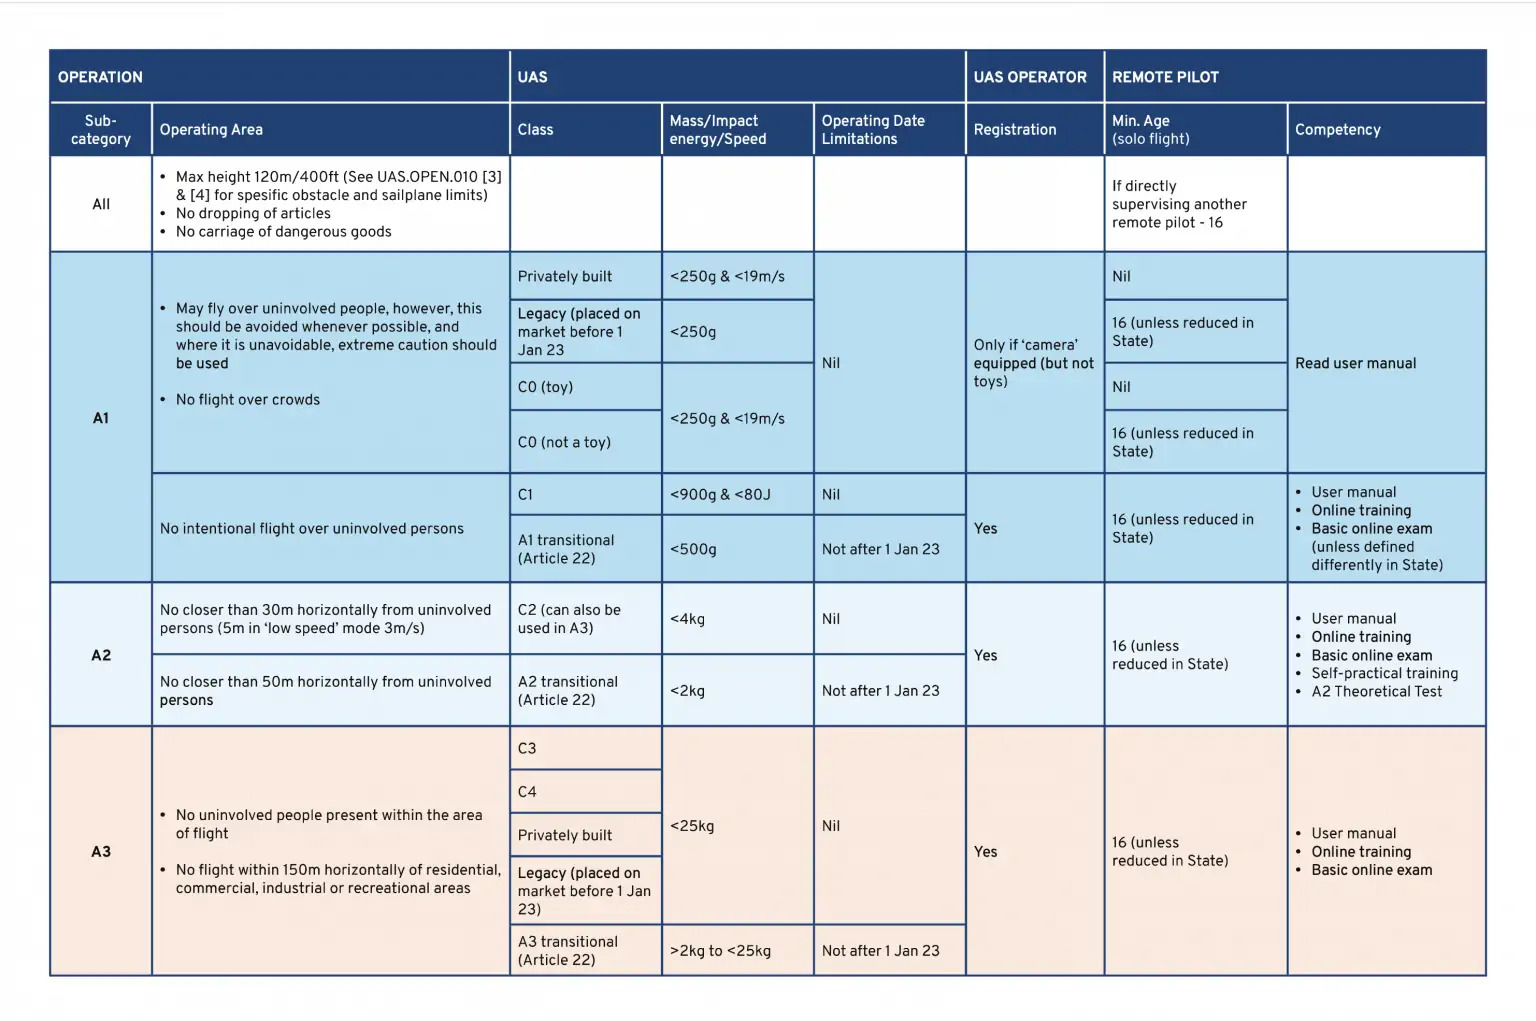 OPERATION
UAS
UAS OPERATOR
REMOTE PILOT
Sub-
category
Operating Area
Class
Mass/Impact
energy/Speed
Operating Date
Limitations
Registration
Min. Age
(solo flight)
Competency
All
• Max height 120m/400ft (See UAS.OPEN.010 [3]
& [4] for spesific obstacle and sailplane limits)
• No dropping of articles
• No carriage of dangerous goods
If directly
supervising another
remote pilot - 16
A1
• May fly over uninvolved people, however, this
should be avoided whenever possible, and
where it is unavoidable, extreme caution should
be used
• No flight over crowds
Privately built
<250g & <19m/s
Nil
Only if ‘camera’
equipped (but not
toys)
Nil
Read user manual
Legacy (placed on
market before 1
Jan 23
<250g
16 (unless reduced in
State)
C0 (toy)
<250g & <19m/s
Nil
C0 (not a toy)
16 (unless reduced in
State)
No intentional flight over uninvolved persons
C1
<900g & <80J
Nil
Yes
16 (unless reduced in
State)
• User manual
• Online training
• Basic online exam
(unless defined
differently in State)
A1 transitional
(Article 22)
<500g
Not after 1 Jan 23
A2
No closer than 30m horizontally from uninvolved
persons (5m in ‘low speed’ mode 3m/s)
C2 (can also be
used in A3)
<4kg
Nil
Yes
16 (unless
reduced in State)
• User manual
• Online training
• Basic online exam
• Self-practical training
• A2 Theoretical Test
No closer than 50m horizontally from uninvolved
persons
A2 transitional
(Article 22)
<2kg
Not after 1 Jan 23
A3
• No uninvolved people present within the area
of flight
• No flight within 150m horizontally of residential,
commercial, industrial or recreational areas
C3
C4
Privately built
Legacy (placed on
market before 1 Jan
23)
<25kg
Nil
Yes
16 (unless
reduced in State)
• User manual
• Online training
• Basic online exam
A3 transitional
(Article 22)
>2kg to <25kg
Not after 1 Jan 23